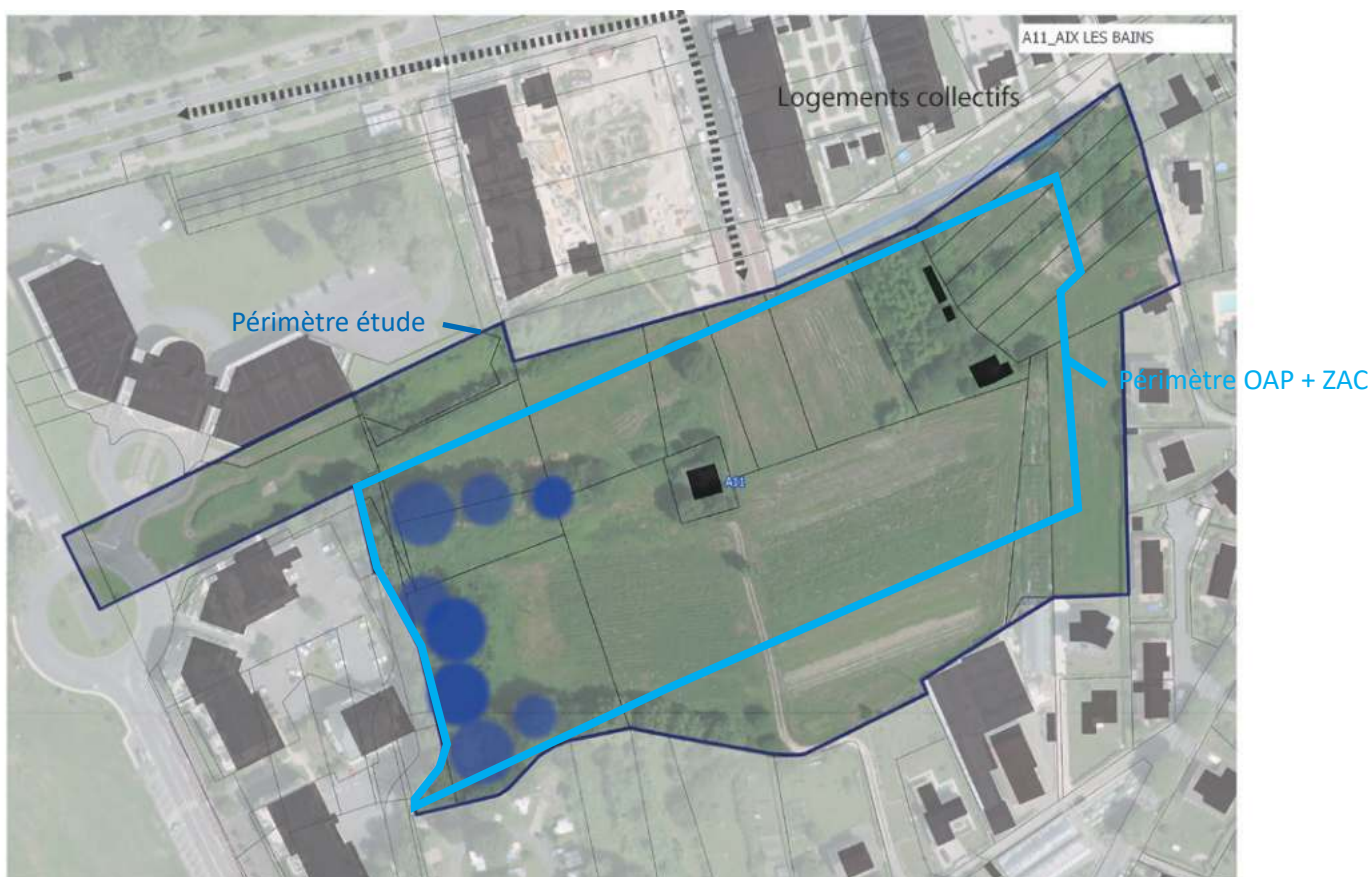 A11_AIX LES BAINS
Logements collectifs
Périmètre étude
Périmètre OAP + ZAC
A11